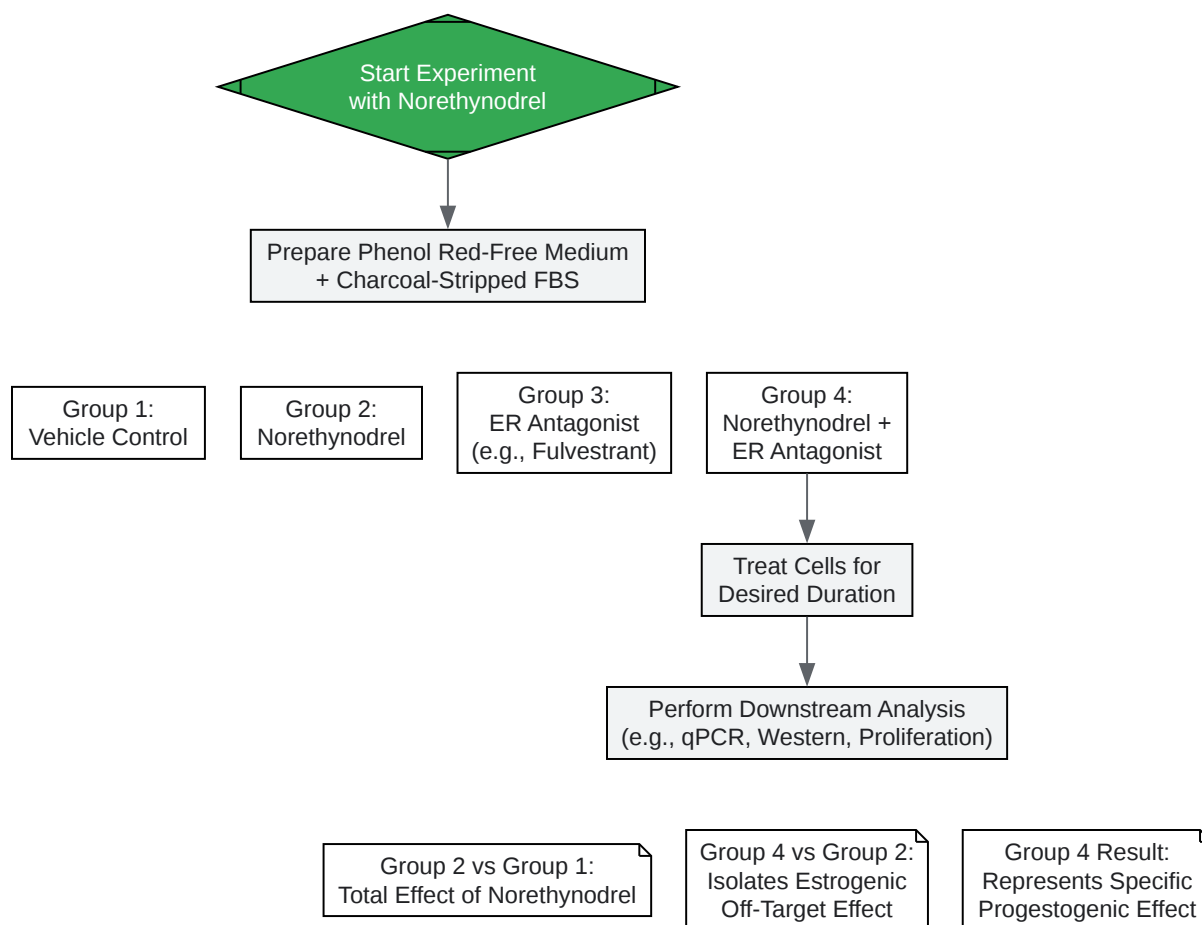 Start Experiment
with Norethynodrel
Prepare Phenol Red-Free Medium
+ Charcoal-Stripped FBS
Group 1:
Vehicle Control
Group 2:
Norethynodrel
Group 3:
ER Antagonist
(e.g., Fulvestrant)
Group 4:
Norethynodrel +
ER Antagonist
Treat Cells for
Desired Duration
Perform Downstream Analysis
(e.g., qPCR, Western, Proliferation)
Group 2 vs Group 1:
Total Effect of Norethynodrel
Group 4 vs Group 2:
Isolates Estrogenic
Off-Target Effect
Group 4 Result:
Represents Specific
Progestogenic Effect